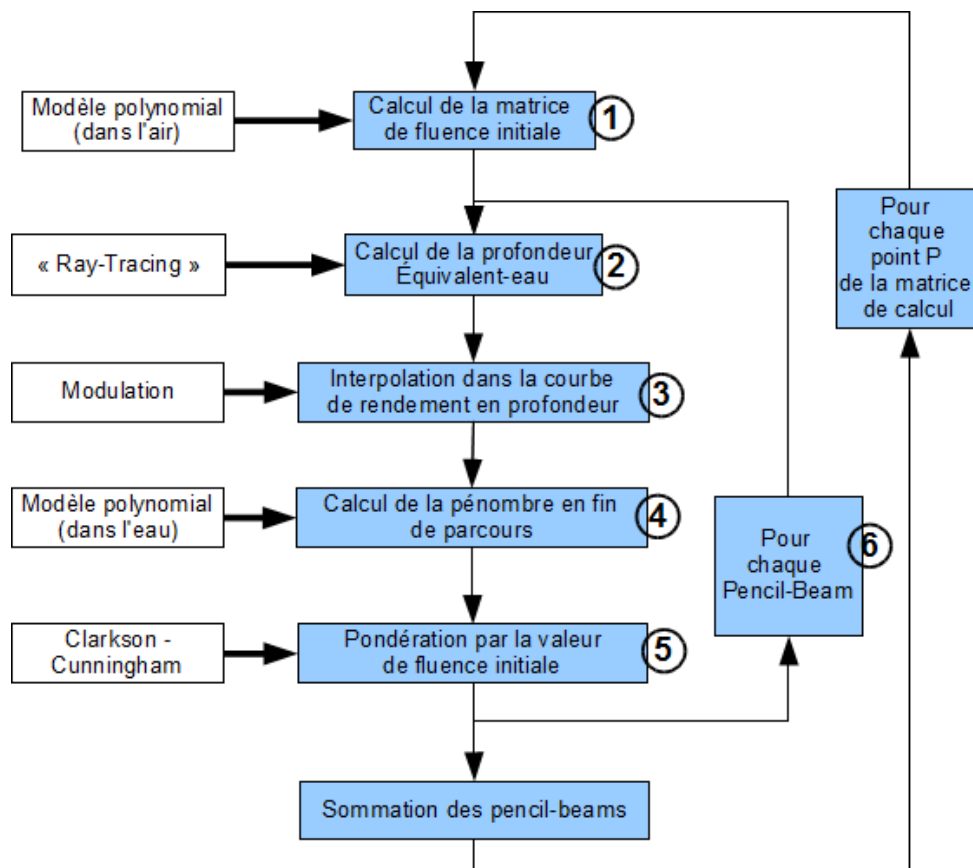 Modèle polynomial
(dans l'air)
Calcul de la matrice
de fluence initiale
1
Pour
chaque
point P
de la matrice
de calcul
« Ray-Tracing »
Calcul de la profondeur
Équivalent-eau
2
Modulation
Interpolation dans la courbe
de rendement en profondeur
3
Modèle polynomial
(dans l'eau)
Calcul de la pénombre en fin
de parcours
4
Pour
chaque
Pencil-Beam
6
Clarkson -
Cunningham
Pondération par la valeur
de fluence initiale
5
Sommation des pencil-beams